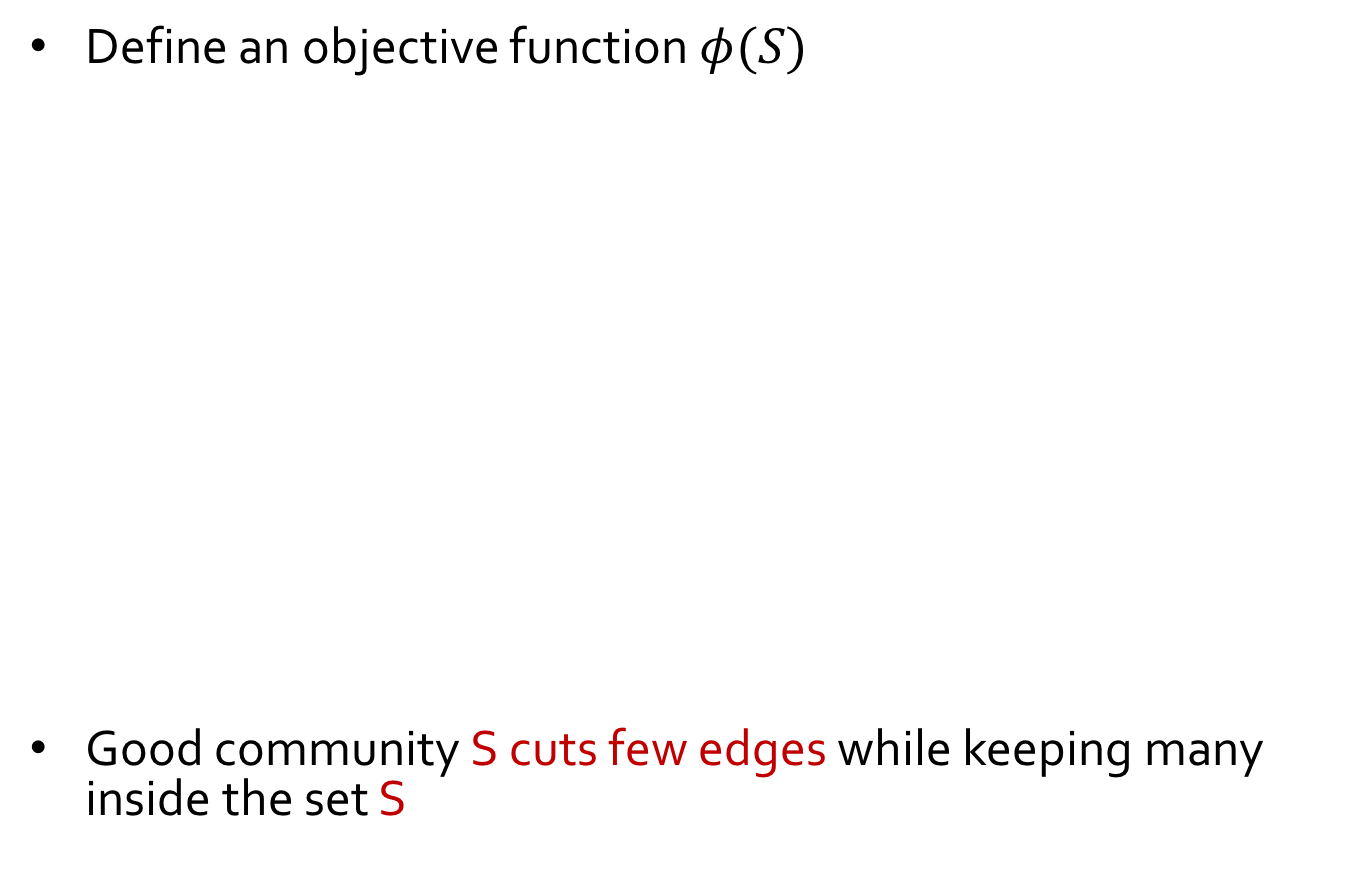 • Define an objective function 𝜙(𝑆)
• Good community S cuts few edges while keeping many
inside the set S